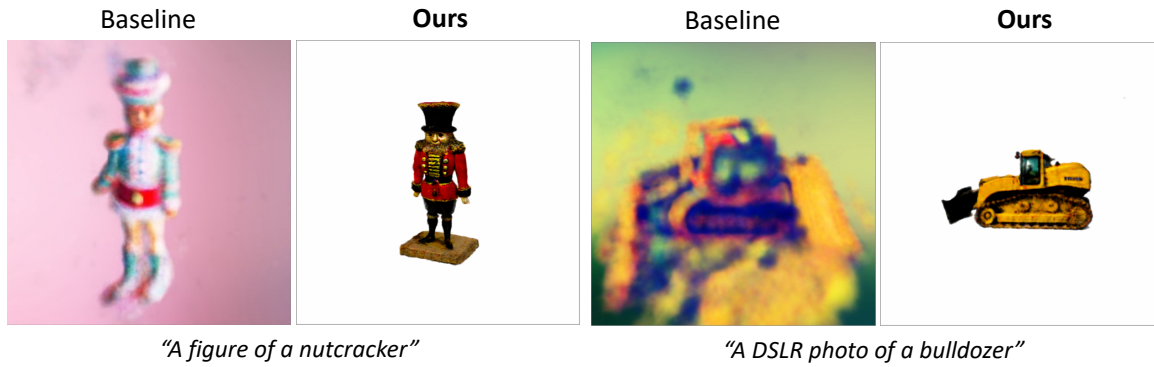 Baseline
Ours
Baseline
Ours
“A figure of a nutcracker”
“A DSLR photo of a bulldozer”